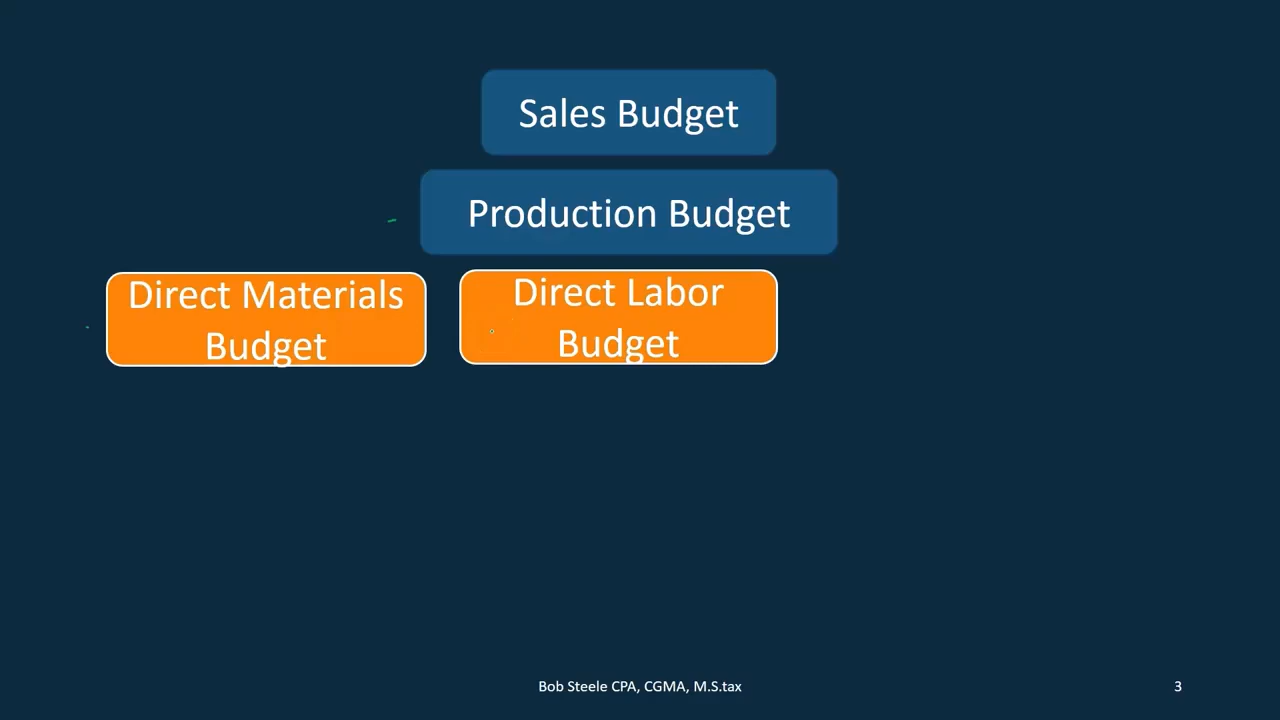 Sales Budget
Production Budget
Direct Materials
Budget
Direct Labor
Budget
Bob Steele CPA, CGMA, M.S.tax
3